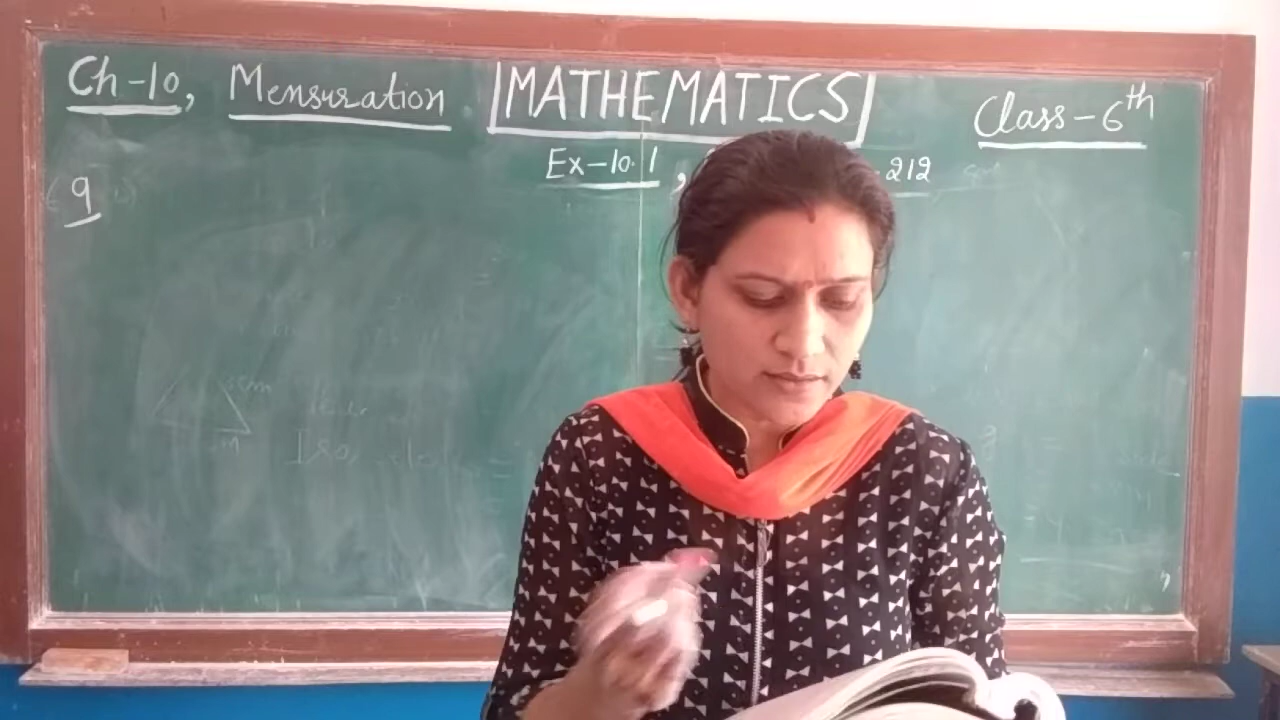 Ch-10, Mensuration MATHEMATICS Class-6th
Ex-10.1, 212
9